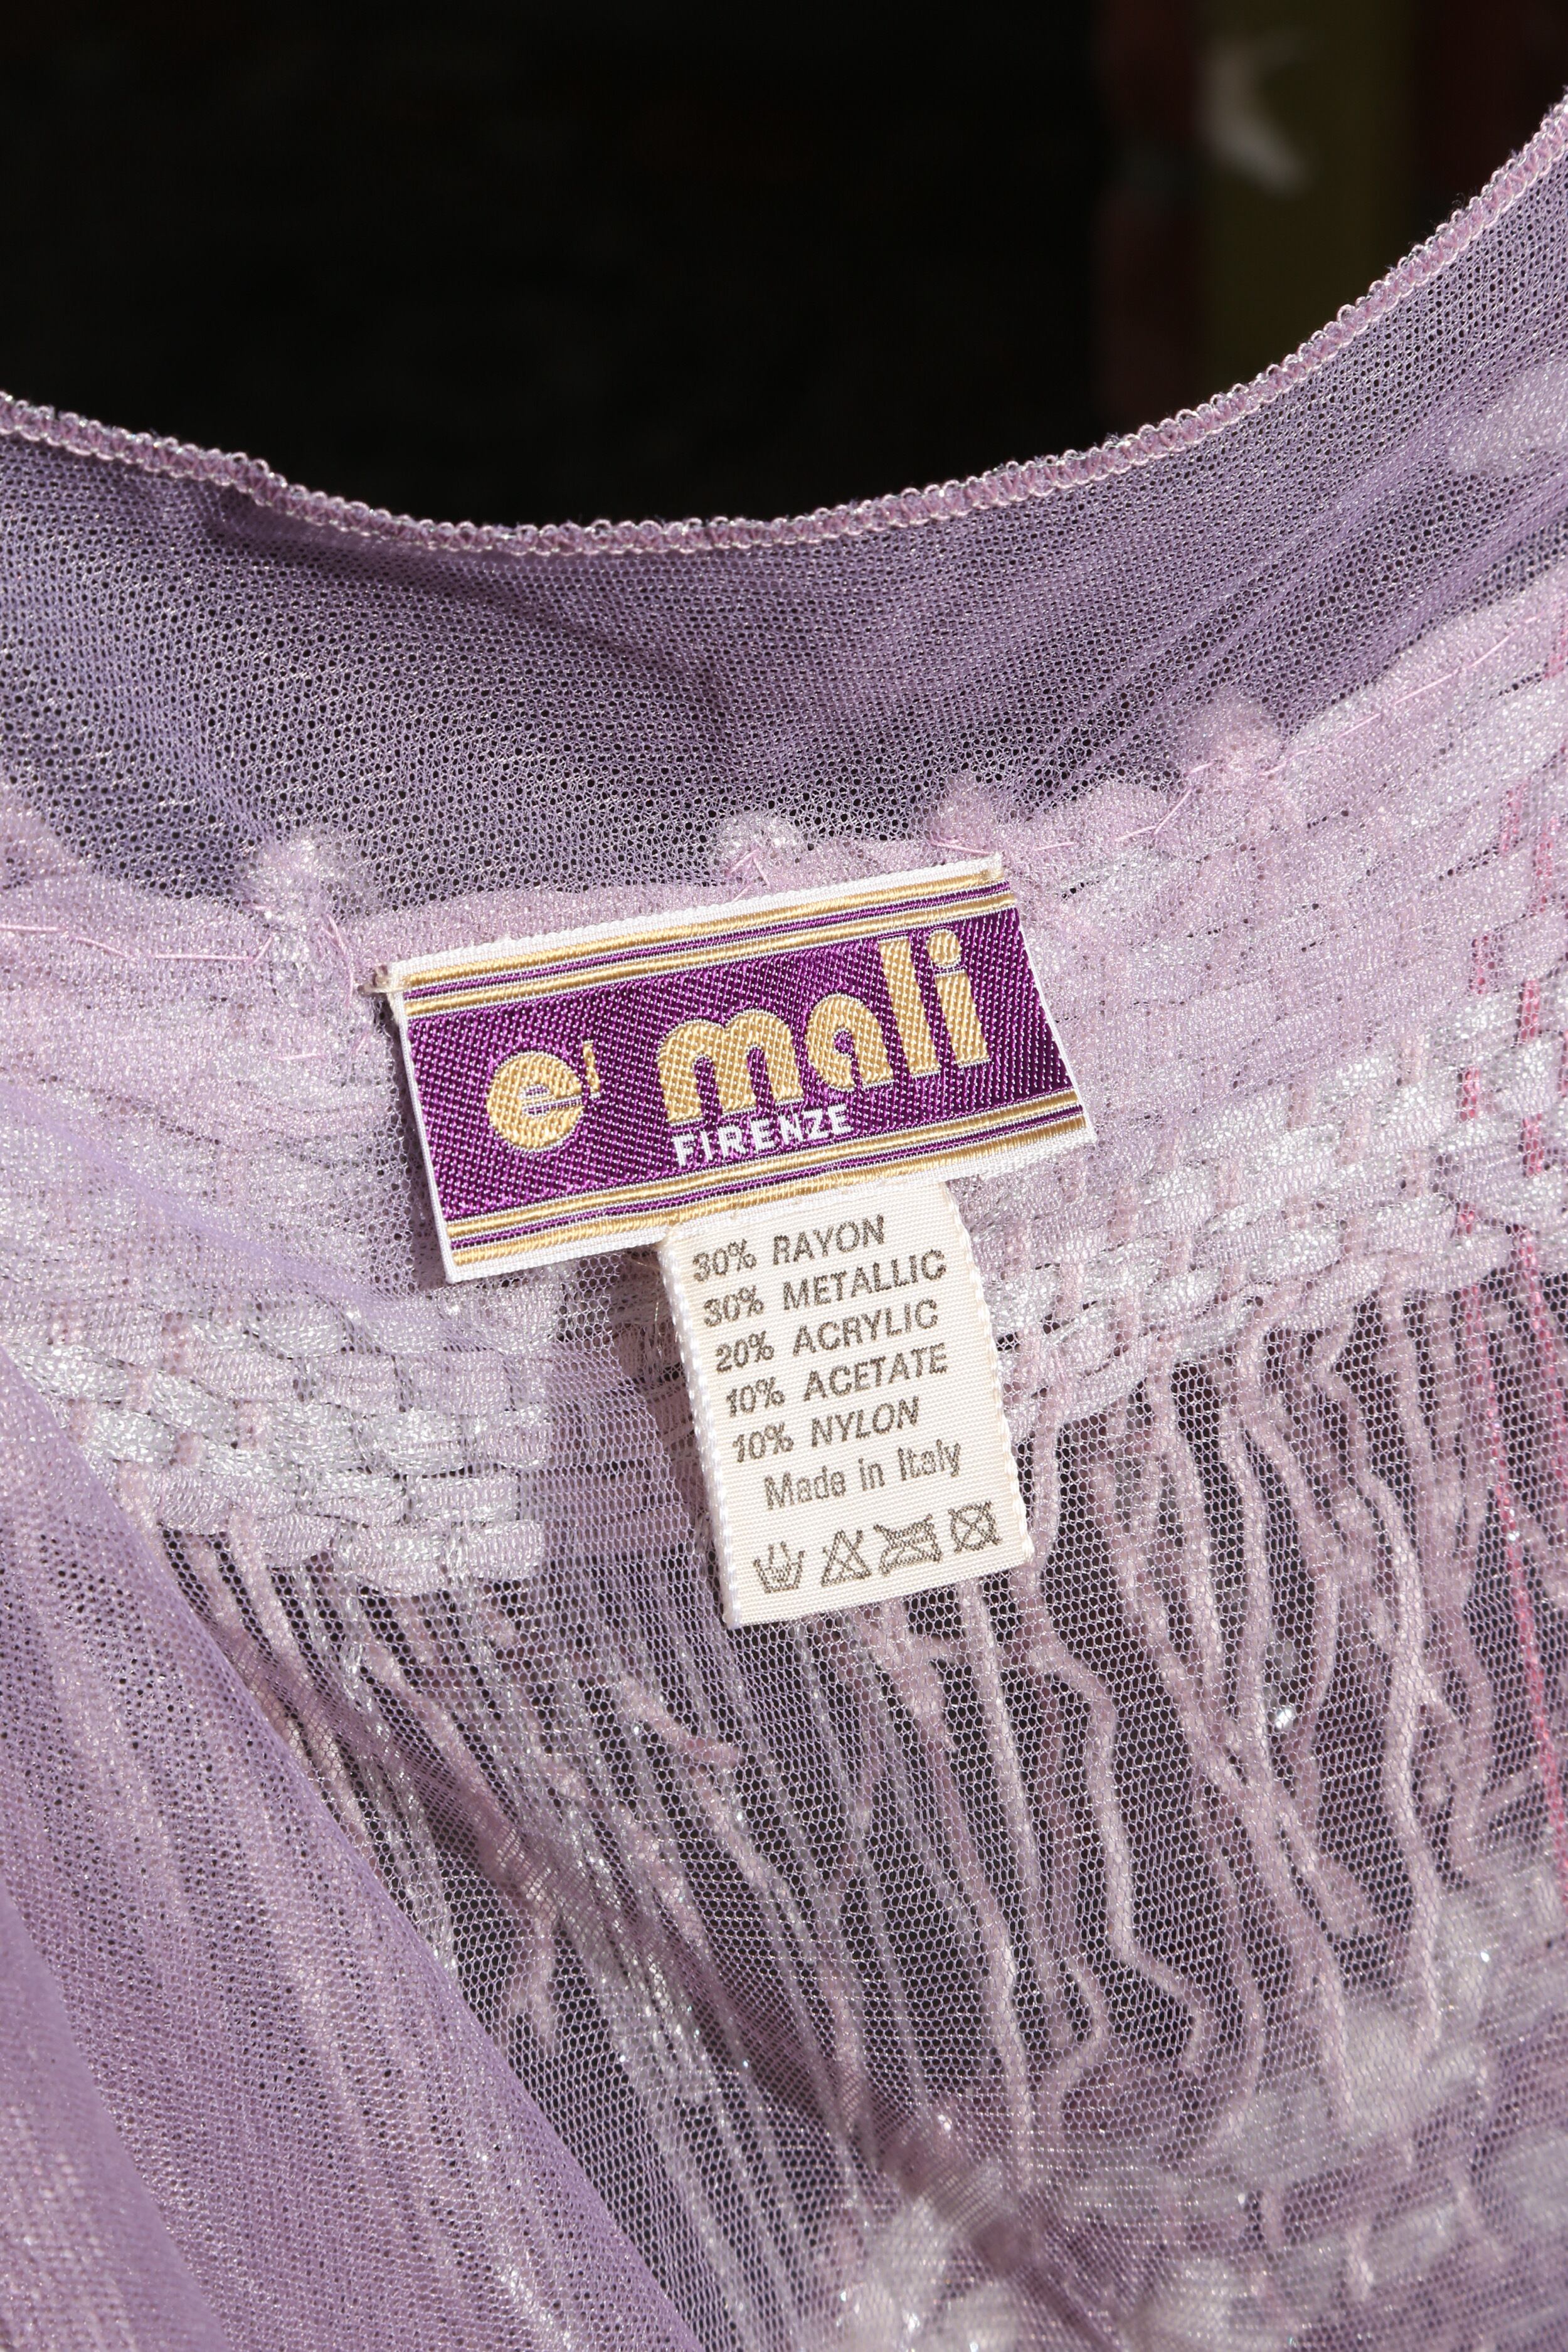 e' mali
FIRENZE
30% RAYON
30% METALLIC
20% ACRYLIC
10% ACETATE
10% NYLON
Made in Italy